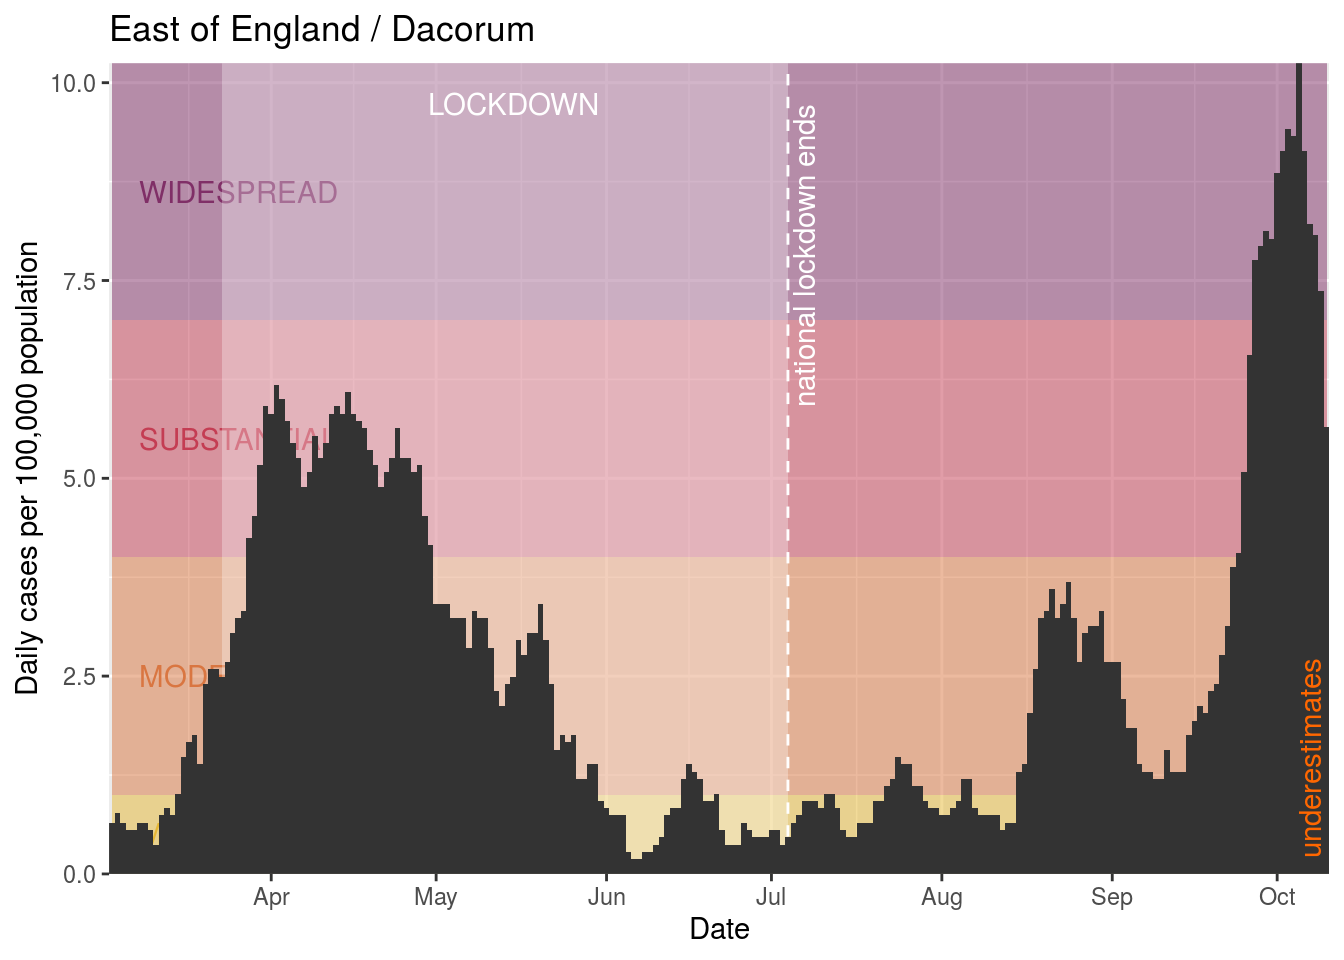 East of England / Dacorum
Daily cases per 100,000 population
10.0
7.5
5.0
2.5
0.0
LOCKDOWN
WIDESPREAD
SUBSTANTIAL
MODE
national lockdown ends
underestimates
Apr
May
Jun
Jul
Aug
Sep
Oct
Date